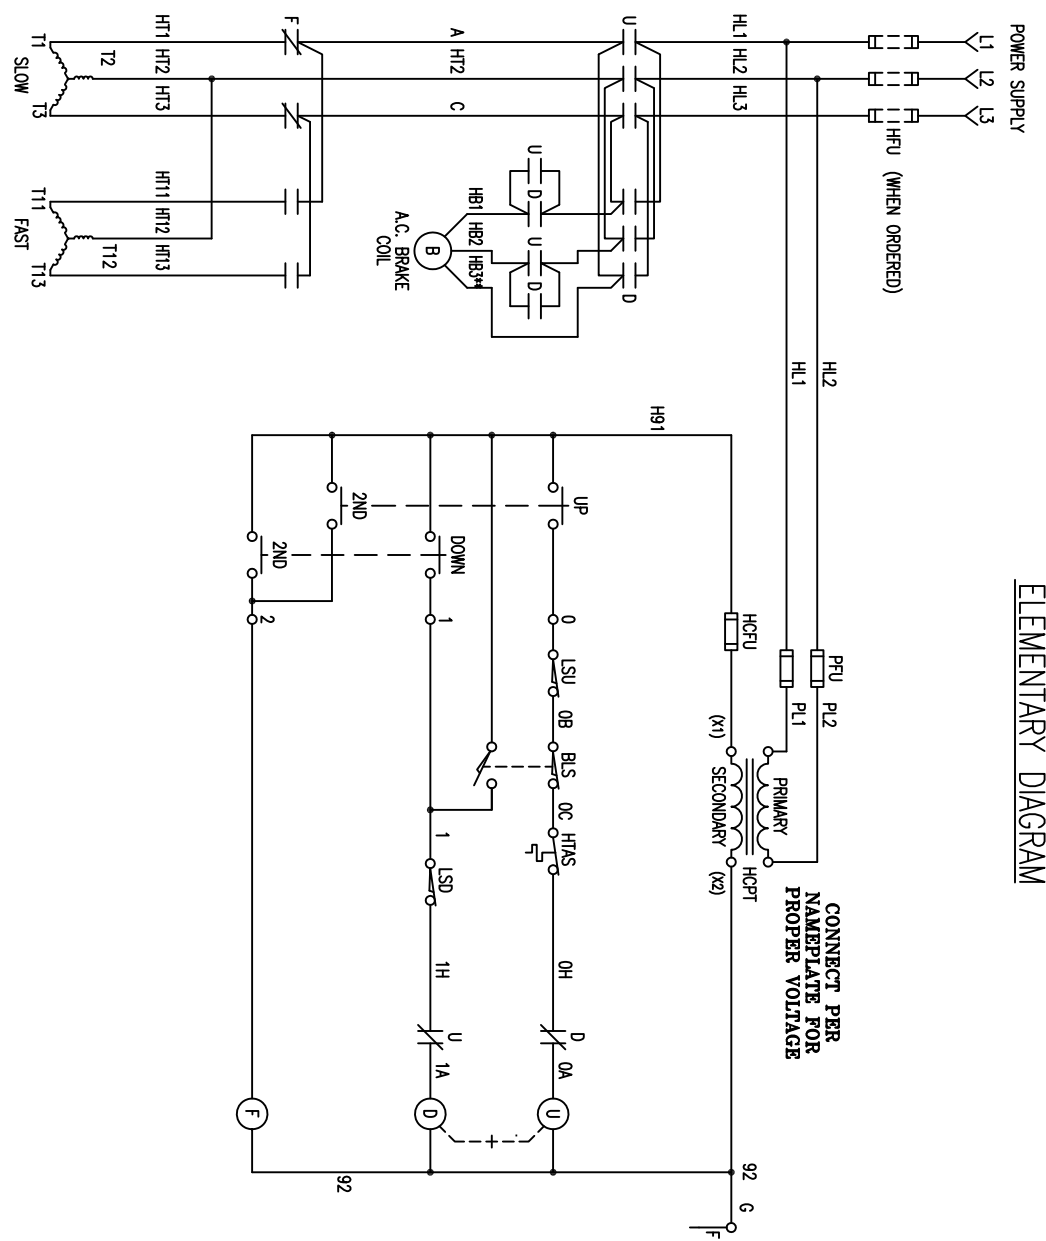 ELEMENTARY DIAGRAM
POWER SUPPLY
L1
L2
L3
HFU (WHEN ORDERED)
HL1
HL2
HL3
U
A
HT2
C
F
HT1
HT2
HT3
T1
T2
T3
SLOW
HT11
HT12
HT13
T11
T12
T13
FAST
U
D
U
D
D
HB1
HB2
HB3**
B
A.C. BRAKE
COIL
HL2
HL1
PFU
PL2
PL1
PRIMARY
SECONDARY
HCFU
(X1)
(X2)
HCPT
CONNECT PER
NAMEPLATE FOR
PROPER VOLTAGE
H91
92
G
F
UP
0
LSU
0B
BLS
0C
HTAS
0H
D
0A
U
DOWN
1
1
LSD
1H
U
1A
D
2ND
2ND
2
F
92